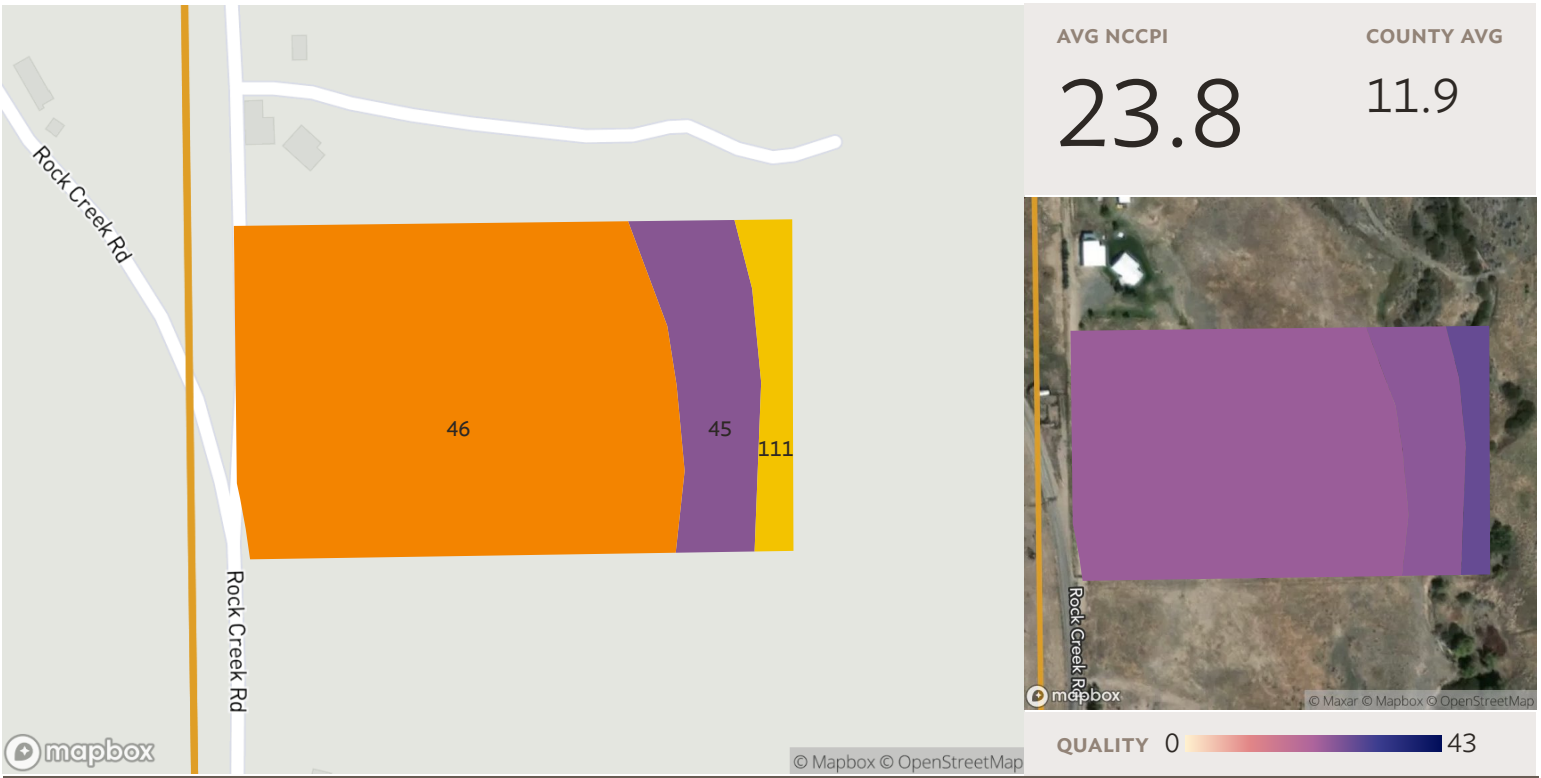 Rock Creek Rd
46
45
111
Rock Creek Rd
mapbox
© Mapbox © OpenStreetMap
AVG NCCPI
COUNTY AVG
23.8
11.9
Rock Creek Rd
mapbox
© Maxar © Mapbox © OpenStreetMap
QUALITY 0 43